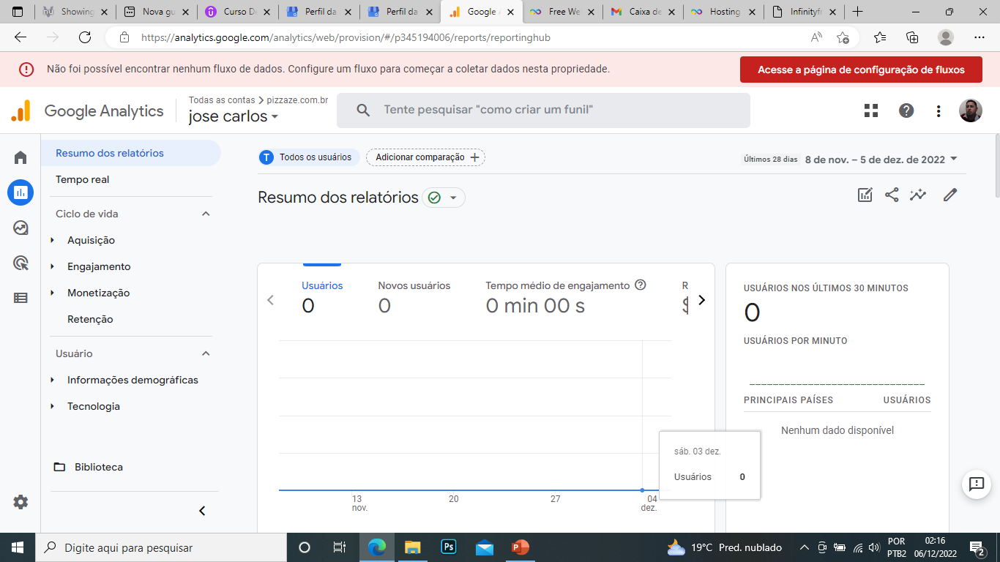 Showing
Nova gu
Curso D
Perfil da
Perfil da
Google A
Free We
Caixa de
Hosting
Infinityfr
https://analytics.google.com/analytics/web/provision/#/p345194006/reports/reportinghub
Não foi possível encontrar nenhum fluxo de dados. Configure um fluxo para começar a coletar dados nesta propriedade.
Acesse a página de configuração de fluxos
Google Analytics
Todas as contas > pizzaze.com.br
jose carlos
Tente pesquisar "como criar um funil"
Resumo dos relatórios
Tempo real
Ciclo de vida
Aquisição
Engajamento
Monetização
Retenção
Usuário
Informações demográficas
Tecnologia
Biblioteca
T Todos os usuários
Adicionar comparação
Últimos 28 dias 8 de nov. – 5 de dez. de 2022
Resumo dos relatórios
Usuários
0
Novos usuários
0
Tempo médio de engajamento
0 min 00 s
R
$
13
nov.
20
27
04
dez.
sáb. 03 dez.
Usuários 0
USUÁRIOS NOS ÚLTIMOS 30 MINUTOS
0
USUÁRIOS POR MINUTO
PRINCIPAIS PAÍSES USUÁRIOS
Nenhum dado disponível
Digite aqui para pesquisar
Ps
P
19°C Pred. nublado
POR
PTB2
02:16
06/12/2022
2